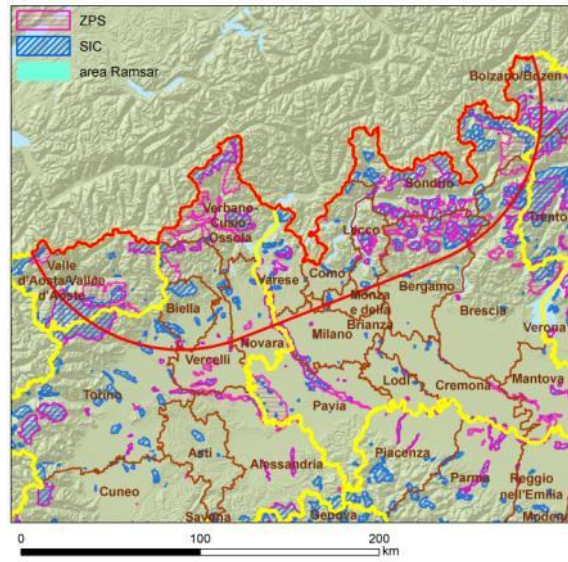 ZPS
SIC
area Ramsar
Bolzano/Bozen
Sondrio
Verbano-
Cusio-
Ossola
Trento
Lecco
Valle
d'Aosta/Vallée
d'Aoste
Varese
Como
Bergamo
Biella
Monza
e della
Brianza
Brescia
Verona
Novara
Milano
Vercelli
Lodi
Cremona
Mantova
Torino
Pavia
Asti
Alessandria
Piacenza
Parma
Reggio
nell'Emilia
Cuneo
Savona
Genova
Moden
0 100 200
km